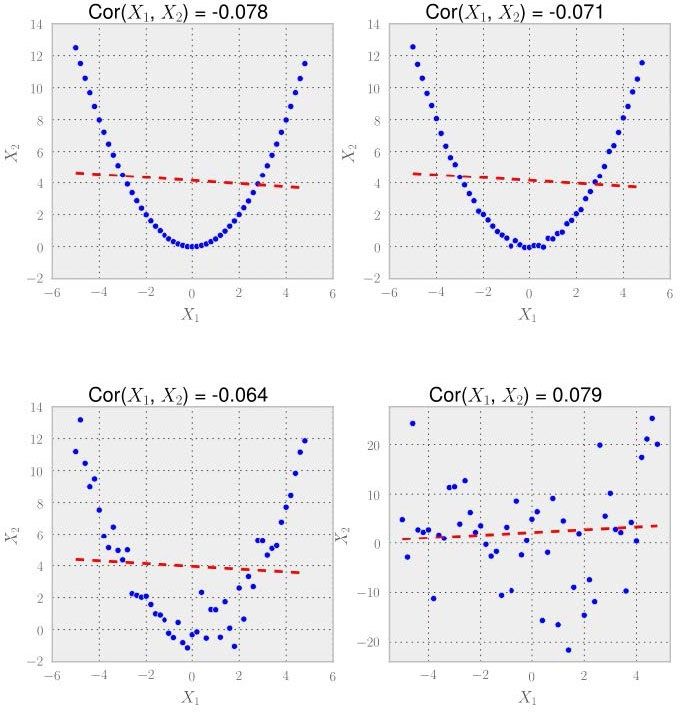 Cor(X₁, X₂) = -0.078
Cor(X₁, X₂) = -0.071
14
12
10
8
6
4
2
0
−2
X₂
−6 −4 −2 0 2 4 6
X₁
14
12
10
8
6
4
2
0
−2
X₂
−6 −4 −2 0 2 4 6
X₁
Cor(X₁, X₂) = -0.064
Cor(X₁, X₂) = 0.079
14
12
10
8
6
4
2
0
−2
X₂
−6 −4 −2 0 2 4 6
X₁
20
10
0
−10
−20
X₂
−4 −2 0 2 4
X₁